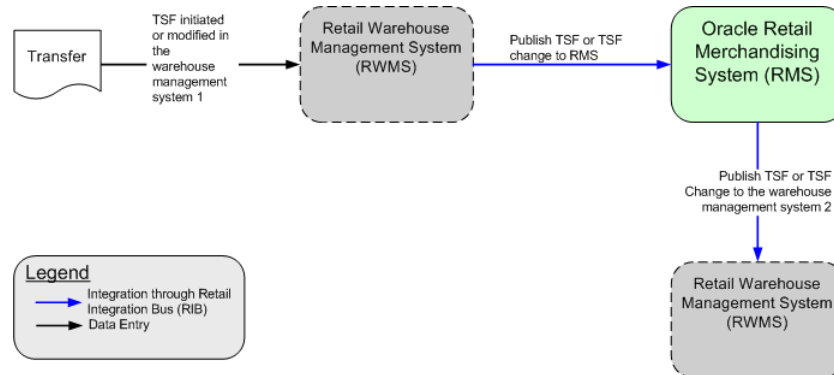 Transfer
TSF initiated
or modified in
the
warehouse
management
system 1
Retail Warehouse
Management System
(RWMS)
Publish TSF or TSF
change to RMS
Oracle Retail
Merchandising
System (RMS)
Publish TSF or TSF
Change to the warehouse
management system 2
Retail Warehouse
Management System
(RWMS)
Legend
Integration through Retail
Integration Bus (RIB)
Data Entry